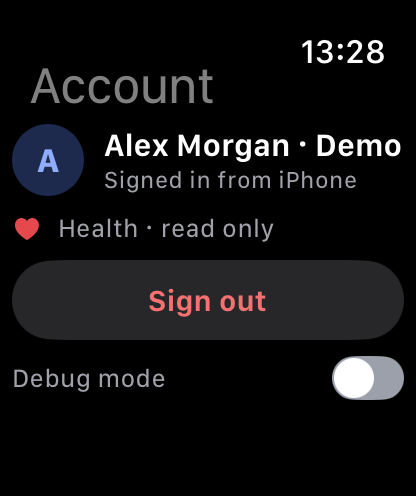 13:28
Account
A
Alex Morgan · Demo
Signed in from iPhone
Health · read only
Sign out
Debug mode